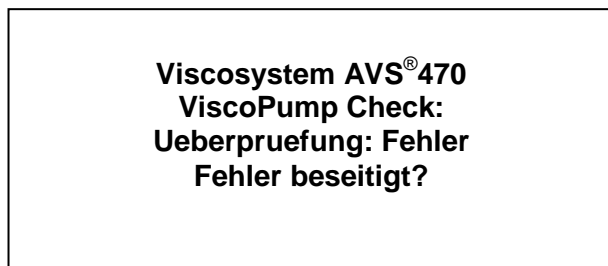 Viscosystem AVS®470
ViscoPump Check:
Ueberpruefung: Fehler
Fehler beseitigt?